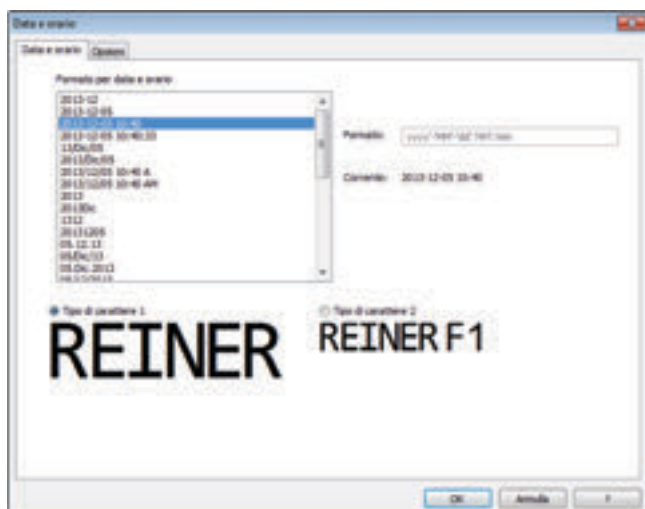 Data e orario
Data e orario Opzioni
Formato per data e orario
2013-12
2013-12-05
2013-12-05 10:40
2013-12-05 10:40:33
13/Dic/05
2013/Dic/05
2013/12/05 10:40 A
2013/12/05 10:40 AM
2013
2013Dic
1312
20131205
05.12.13
05/Dic/13
05.Dic.2013
Formato:
Corrente: 2013-12-05 10:40
Tipo di carattere 1
REINER
Tipo di carattere 2
REINER F1
OK Annulla ?